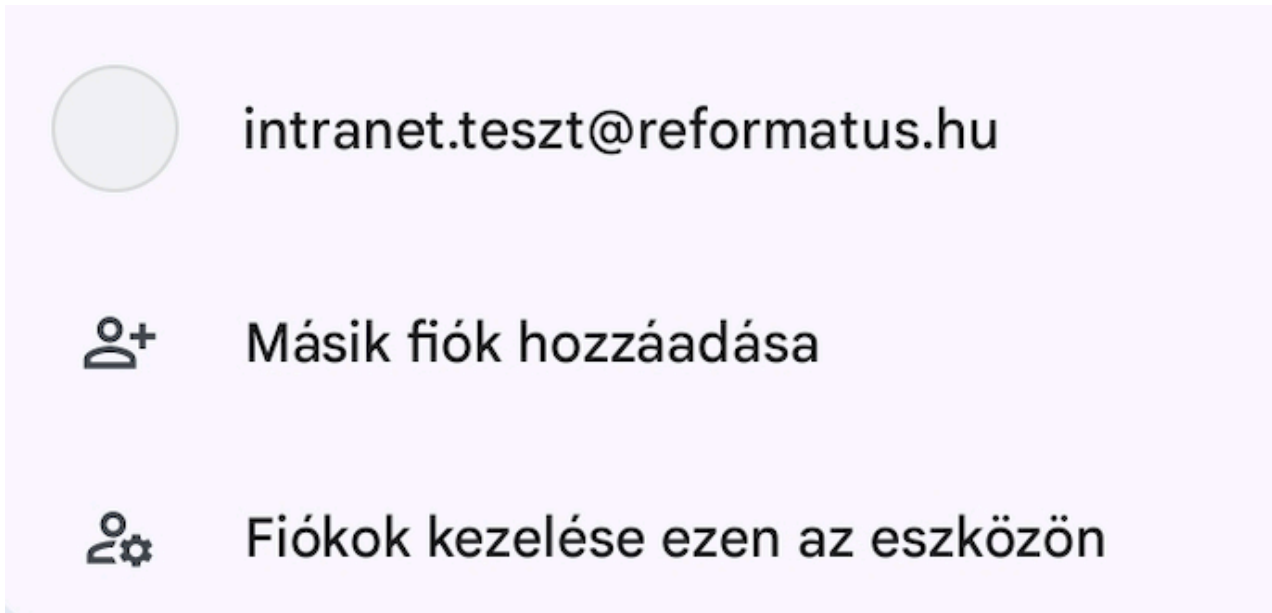 intranet.teszt@reformatus.hu
Másik fiók hozzáadása
Fiókok kezelése ezen az eszközön